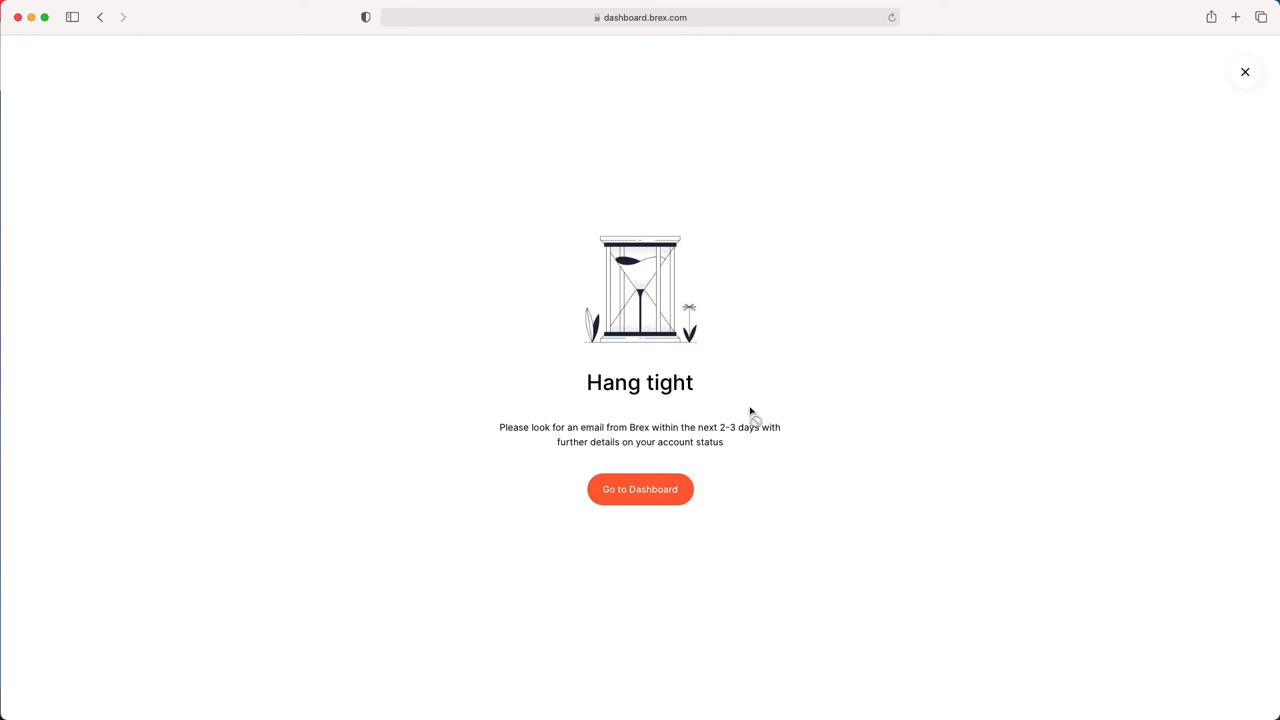 dashboard.brex.com
Hang tight
Please look for an email from Brex within the next 2-3 days with
further details on your account status
Go to Dashboard